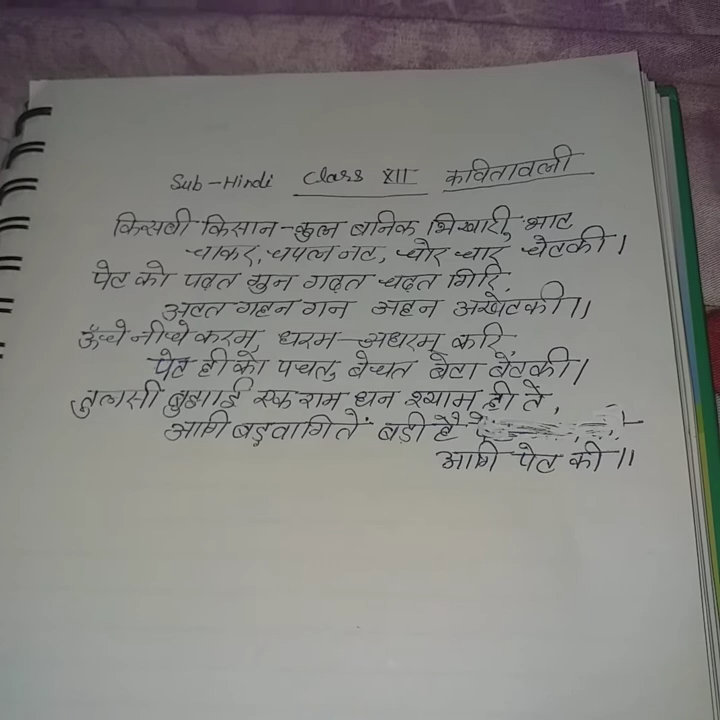 Sub-Hindi Class XII कवितावली
किसबी किसान-कुल बनिक भिखारी, भाट
चाकर, चपल नट, चोर चार चेटकी।
पेट को पढ़त गुन गढ़त चढ़त गिरि,
अटत गहन गन अहन अखेटकी॥
ऊँचे नीचे करम, धरम-अधरम करि,
पेट ही को पचत, बेचत बेटा बेटकी।
तुलसी बुझाई एक राम घन श्याम ही तें,
आगि बड़वागितें बड़ी है
आगि पेट की॥